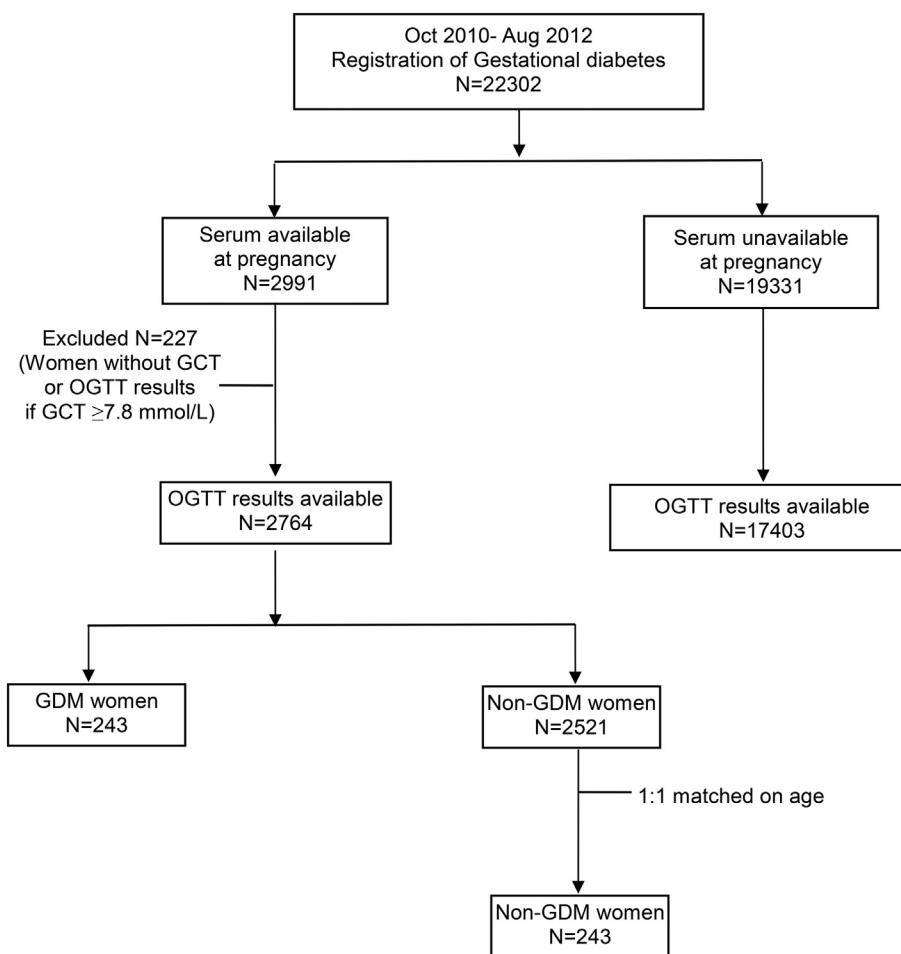 Oct 2010- Aug 2012
Registration of Gestational diabetes
N=22302
Serum available
at pregnancy
N=2991
Serum unavailable
at pregnancy
N=19331
Excluded N=227
(Women without GCT
or OGTT results
if GCT ≥7.8 mmol/L)
OGTT results available
N=2764
OGTT results available
N=17403
GDM women
N=243
Non-GDM women
N=2521
1:1 matched on age
Non-GDM women
N=243